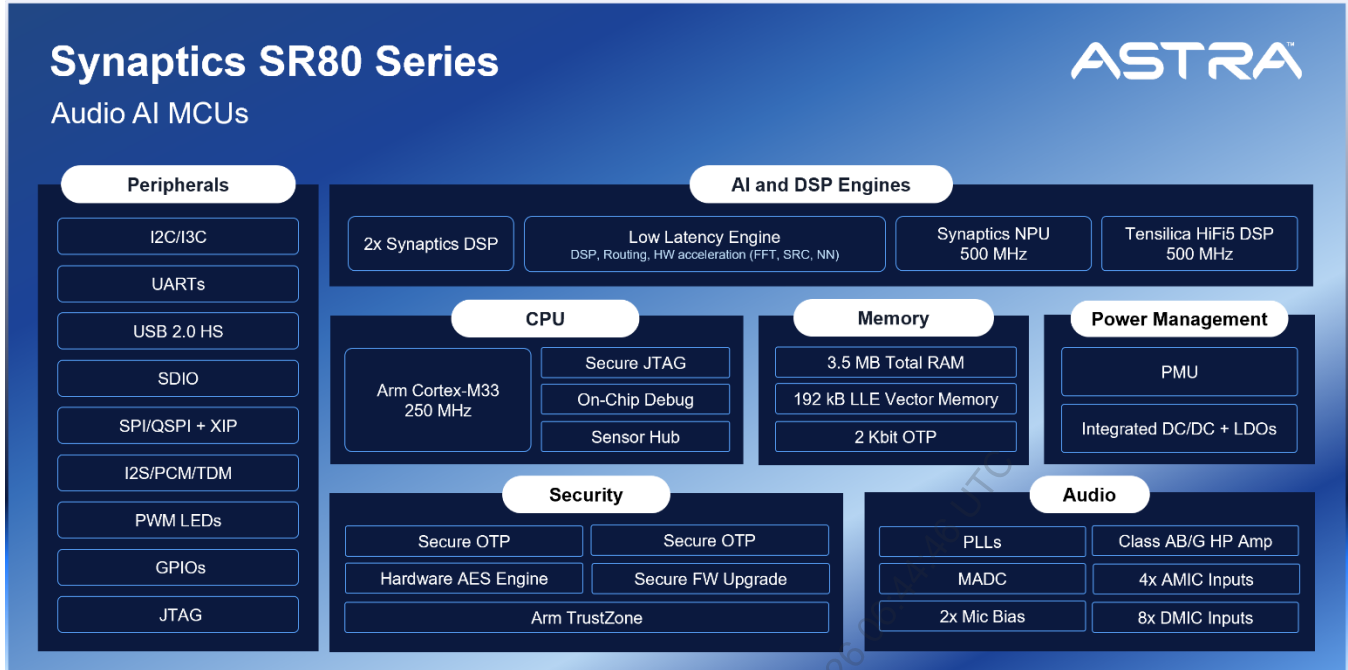 Synaptics SR80 Series
Audio AI MCUs
ASTRA™
Peripherals
I2C/I3C
UARTs
USB 2.0 HS
SDIO
SPI/QSPI + XIP
I2S/PCM/TDM
PWM LEDs
GPIOs
JTAG
AI and DSP Engines
2x Synaptics DSP
Low Latency Engine
DSP, Routing, HW acceleration (FFT, SRC, NN)
Synaptics NPU
500 MHz
Tensilica HiFi5 DSP
500 MHz
CPU
Arm Cortex-M33
250 MHz
Secure JTAG
On-Chip Debug
Sensor Hub
Memory
3.5 MB Total RAM
192 kB LLE Vector Memory
2 Kbit OTP
Power Management
PMU
Integrated DC/DC + LDOs
Security
Secure OTP
Secure OTP
Hardware AES Engine
Secure FW Upgrade
Arm TrustZone
Audio
PLLs
Class AB/G HP Amp
MADC
4x AMIC Inputs
2x Mic Bias
8x DMIC Inputs